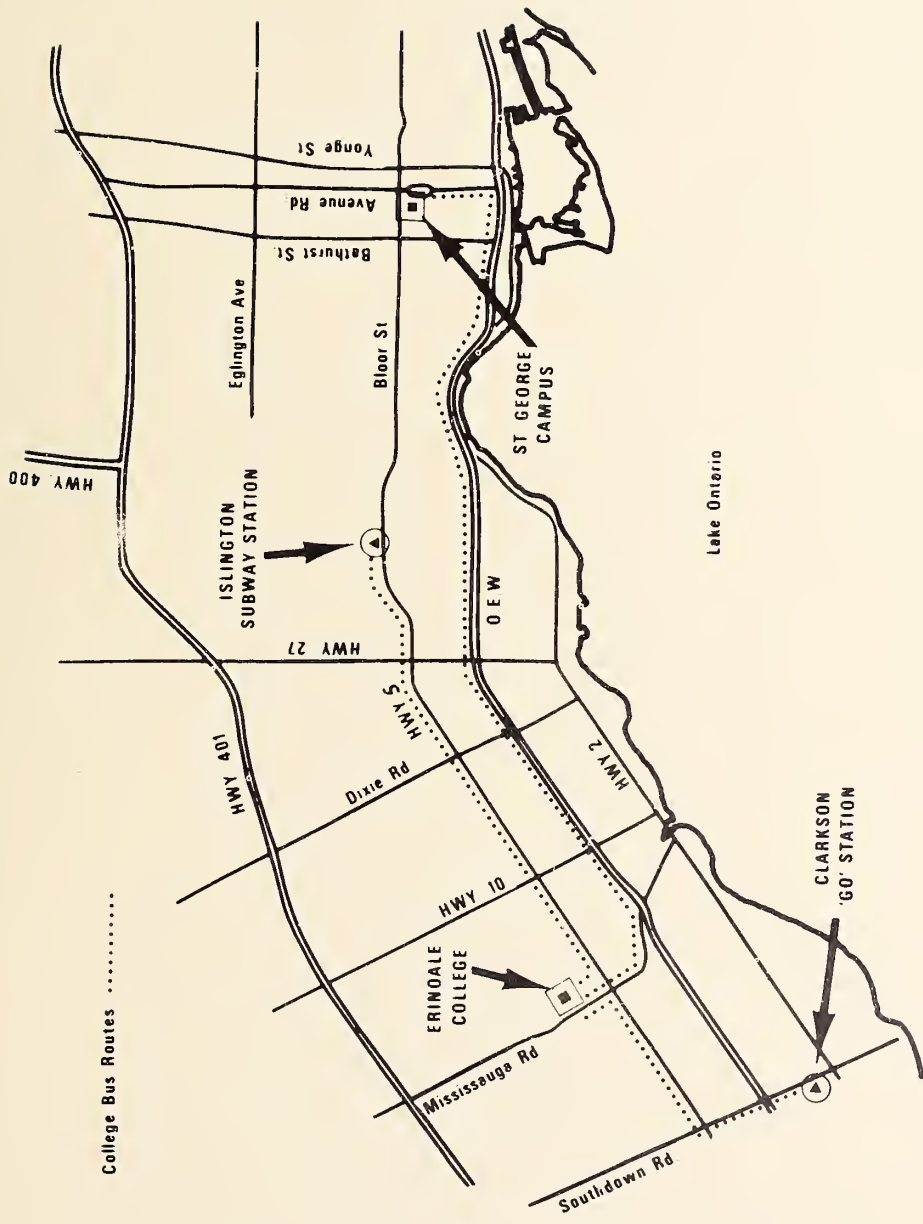 College Bus Routes ..........
HWY 400
HWY 401
Eglington Ave
Bloor St
Yonge St
Avenue Rd
Bathurst St.
ISLINGTON
SUBWAY STATION
ST GEORGE
CAMPUS
HWY 27
HWY 5
Q E W
Dixie Rd
HWY 2
HWY 10
ERINDALE
COLLEGE
Mississauga Rd
Southdown Rd
CLARKSON
'GO' STATION
Lake Ontario